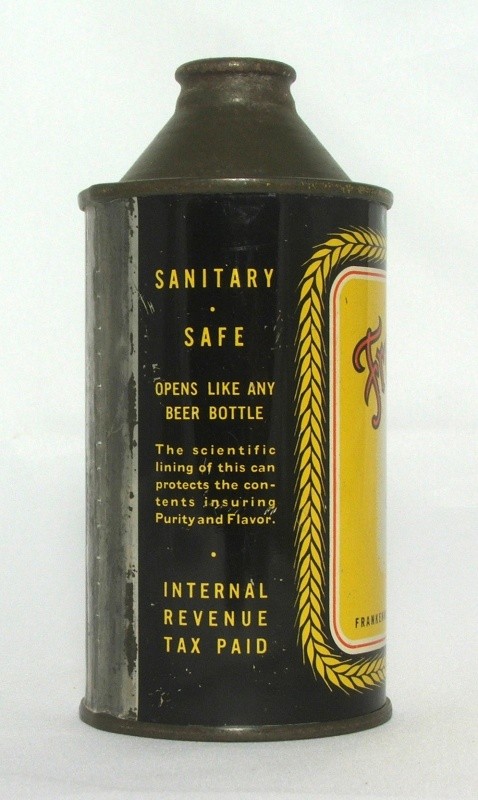 SANITARY
•
SAFE
OPENS LIKE ANY
BEER BOTTLE
The scientific
lining of this can
protects the con-
tents insuring
Purity and Flavor.
•
INTERNAL
REVENUE
TAX PAID